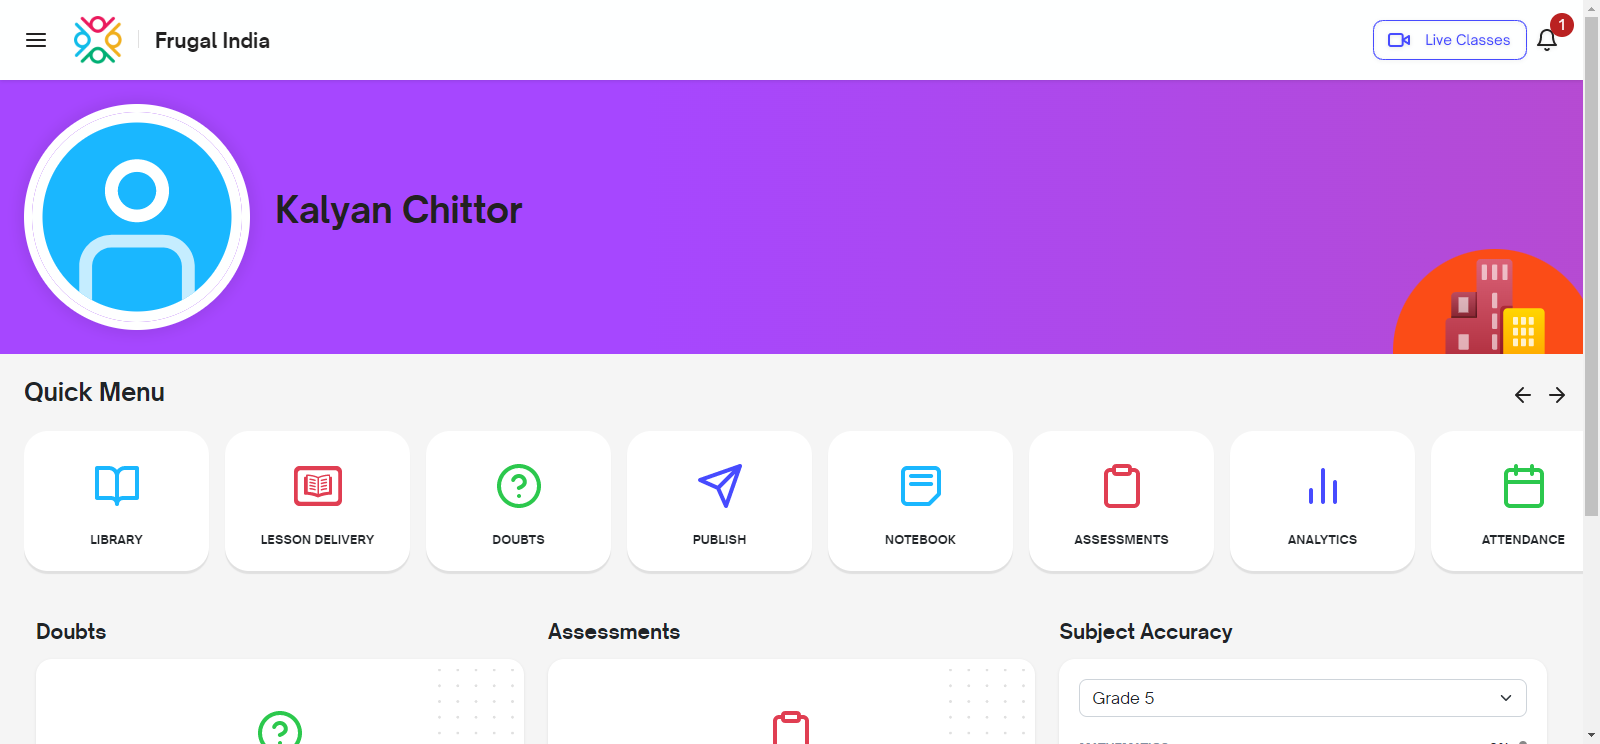 Frugal India
Live Classes
1
Kalyan Chittor
Quick Menu
LIBRARY
LESSON DELIVERY
DOUBTS
PUBLISH
NOTEBOOK
ASSESSMENTS
ANALYTICS
ATTENDANCE
Doubts
Assessments
Subject Accuracy
Grade 5